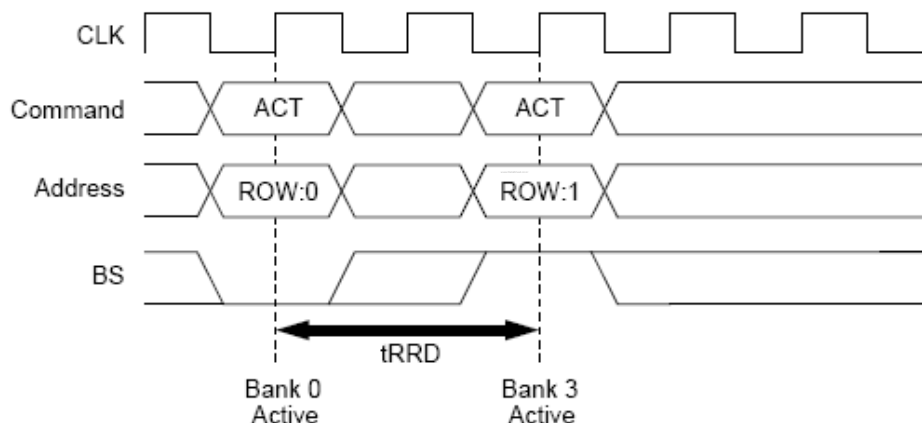 CLK
Command
ACT
ACT
Address
ROW:0
ROW:1
BS
tRRD
Bank 0
Active
Bank 3
Active